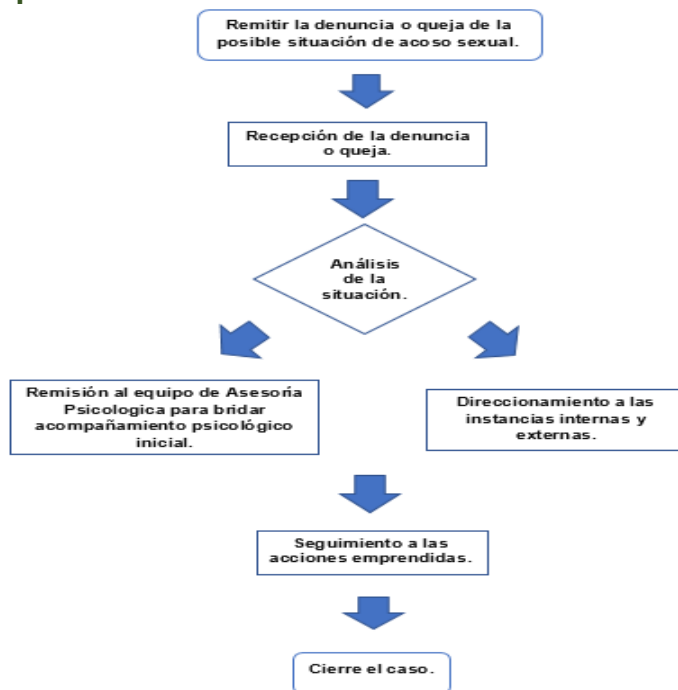 Remitir la denuncia o queja de la
posible situación de acoso sexual.
Recepción de la denuncia
o queja.
Análisis
de la
situación.
Remisión al equipo de Asesoría
Psicologica para bridar
acompañamiento psicológico
inicial.
Direccionamiento a las
instancias internas y
externas.
Seguimiento a las
acciones emprendidas.
Cierre el caso.